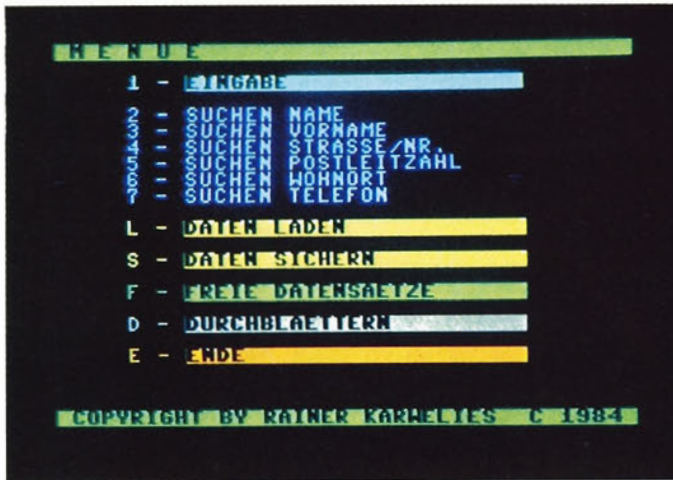 M E N U E
1 - EINGABE
2 - SUCHEN NAME
3 - SUCHEN VORNAME
4 - SUCHEN STRASSE/NR.
5 - SUCHEN POSTLEITZAHL
6 - SUCHEN WOHNORT
7 - SUCHEN TELEFON
L - DATEN LADEN
S - DATEN SICHERN
F - FREIE DATENSAETZE
D - DURCHBLAETTERN
E - ENDE
COPYRIGHT BY RAINER KARWELIES C 1984